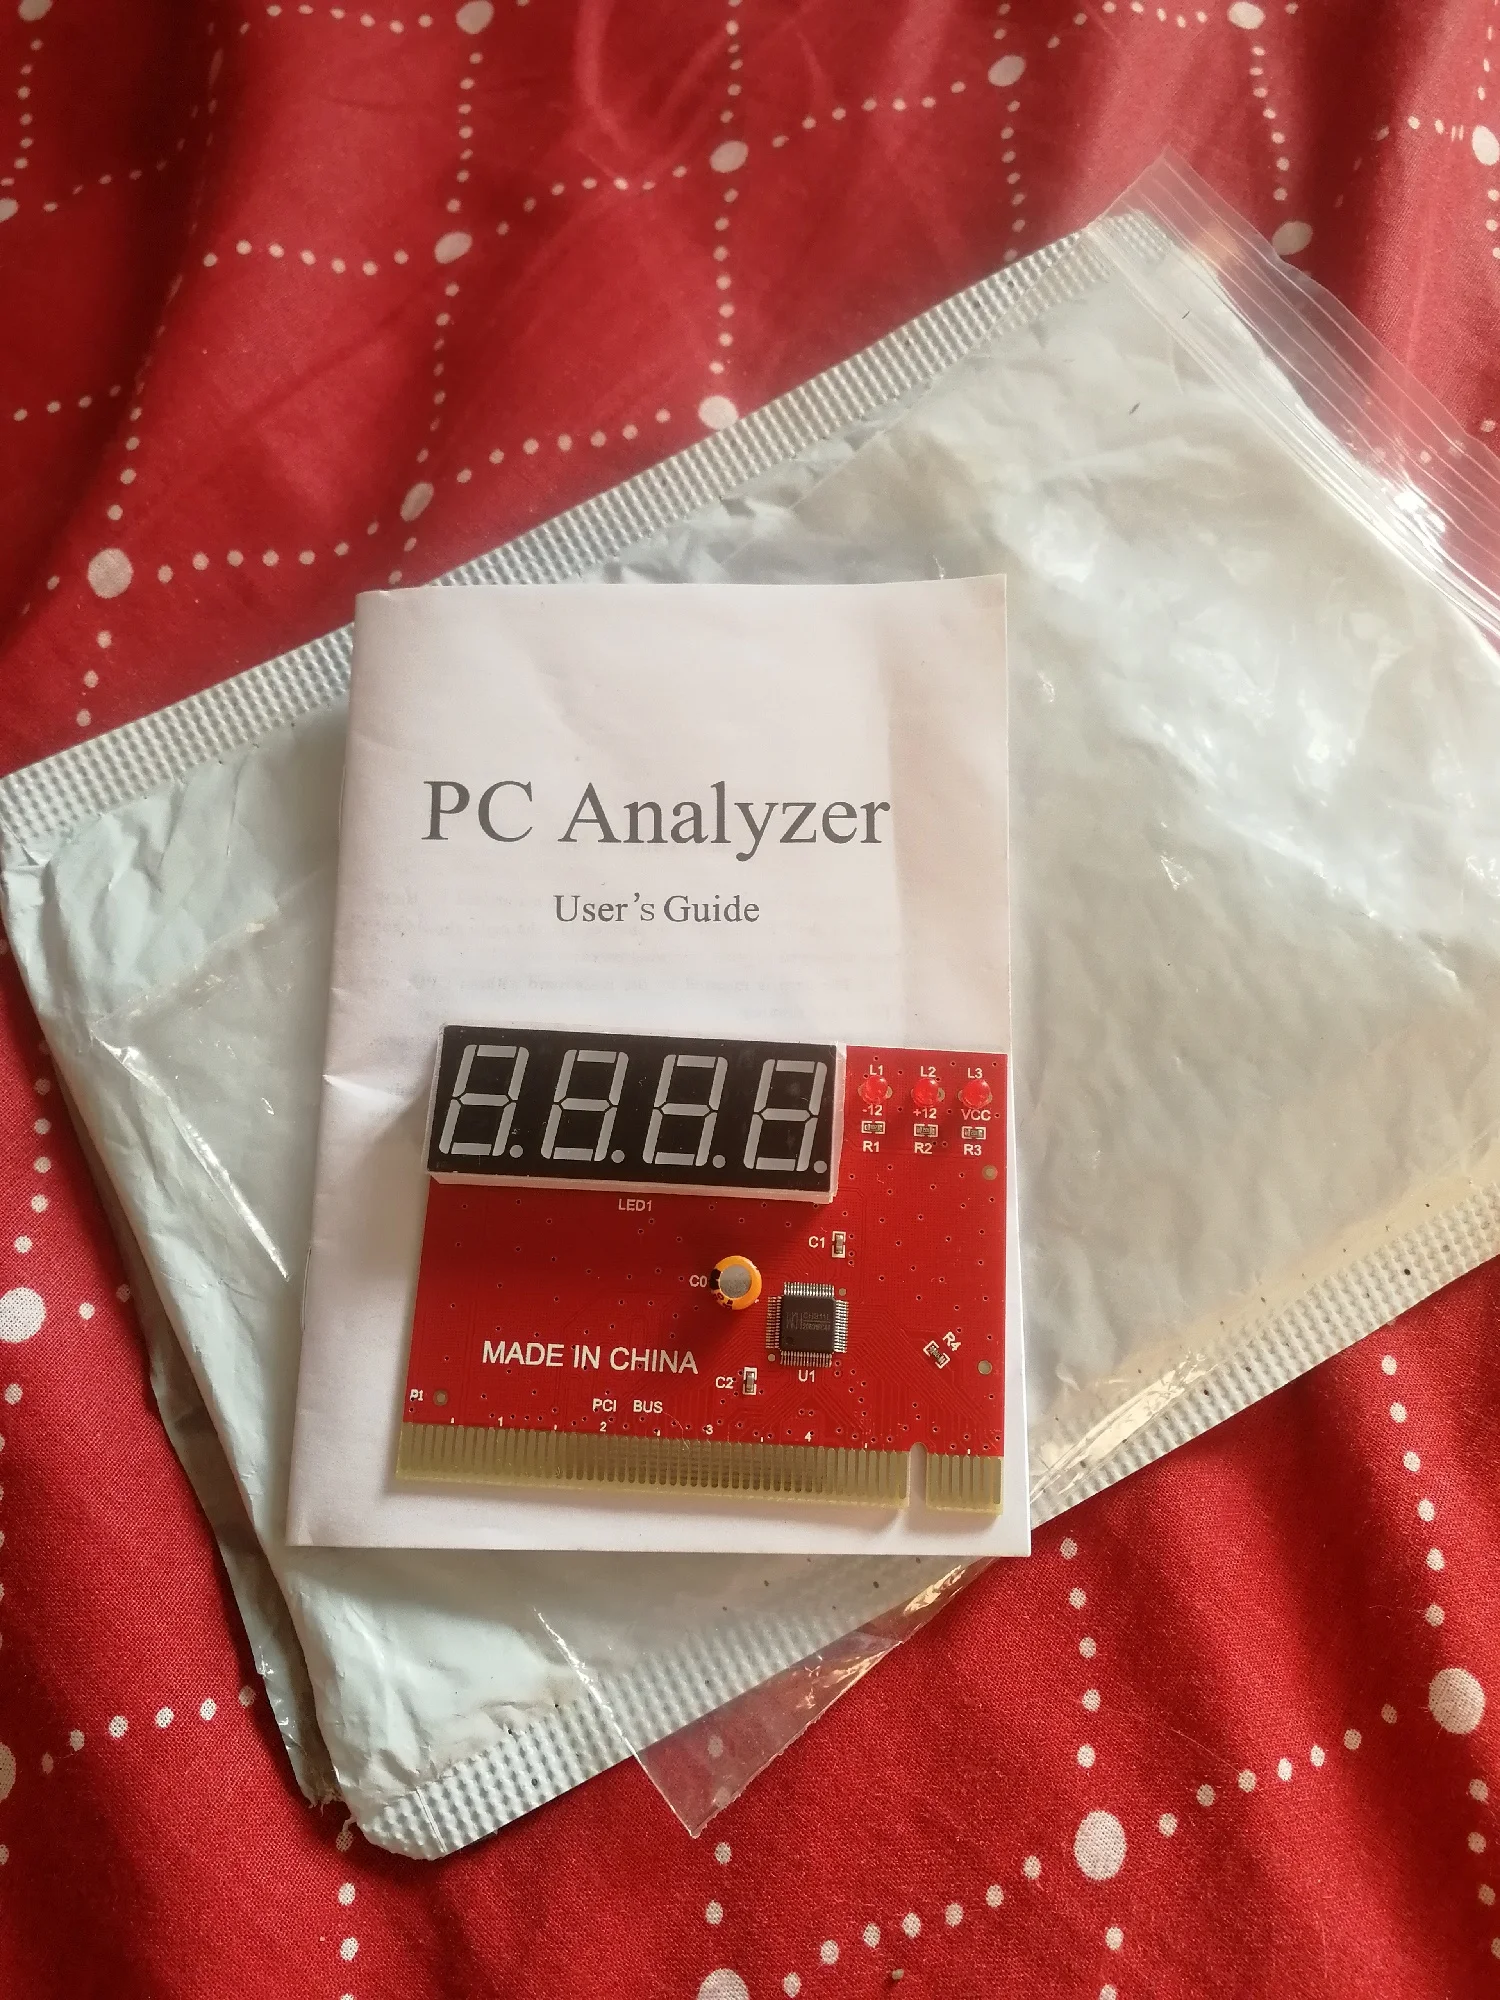 PC Analyzer
User's Guide
L1 L2 L3
-12 +12 VCC
R1 R2 R3
LED1
C1
C0
R4
MADE IN CHINA
U1
C2
P1
PCI BUS
1 2 3 4